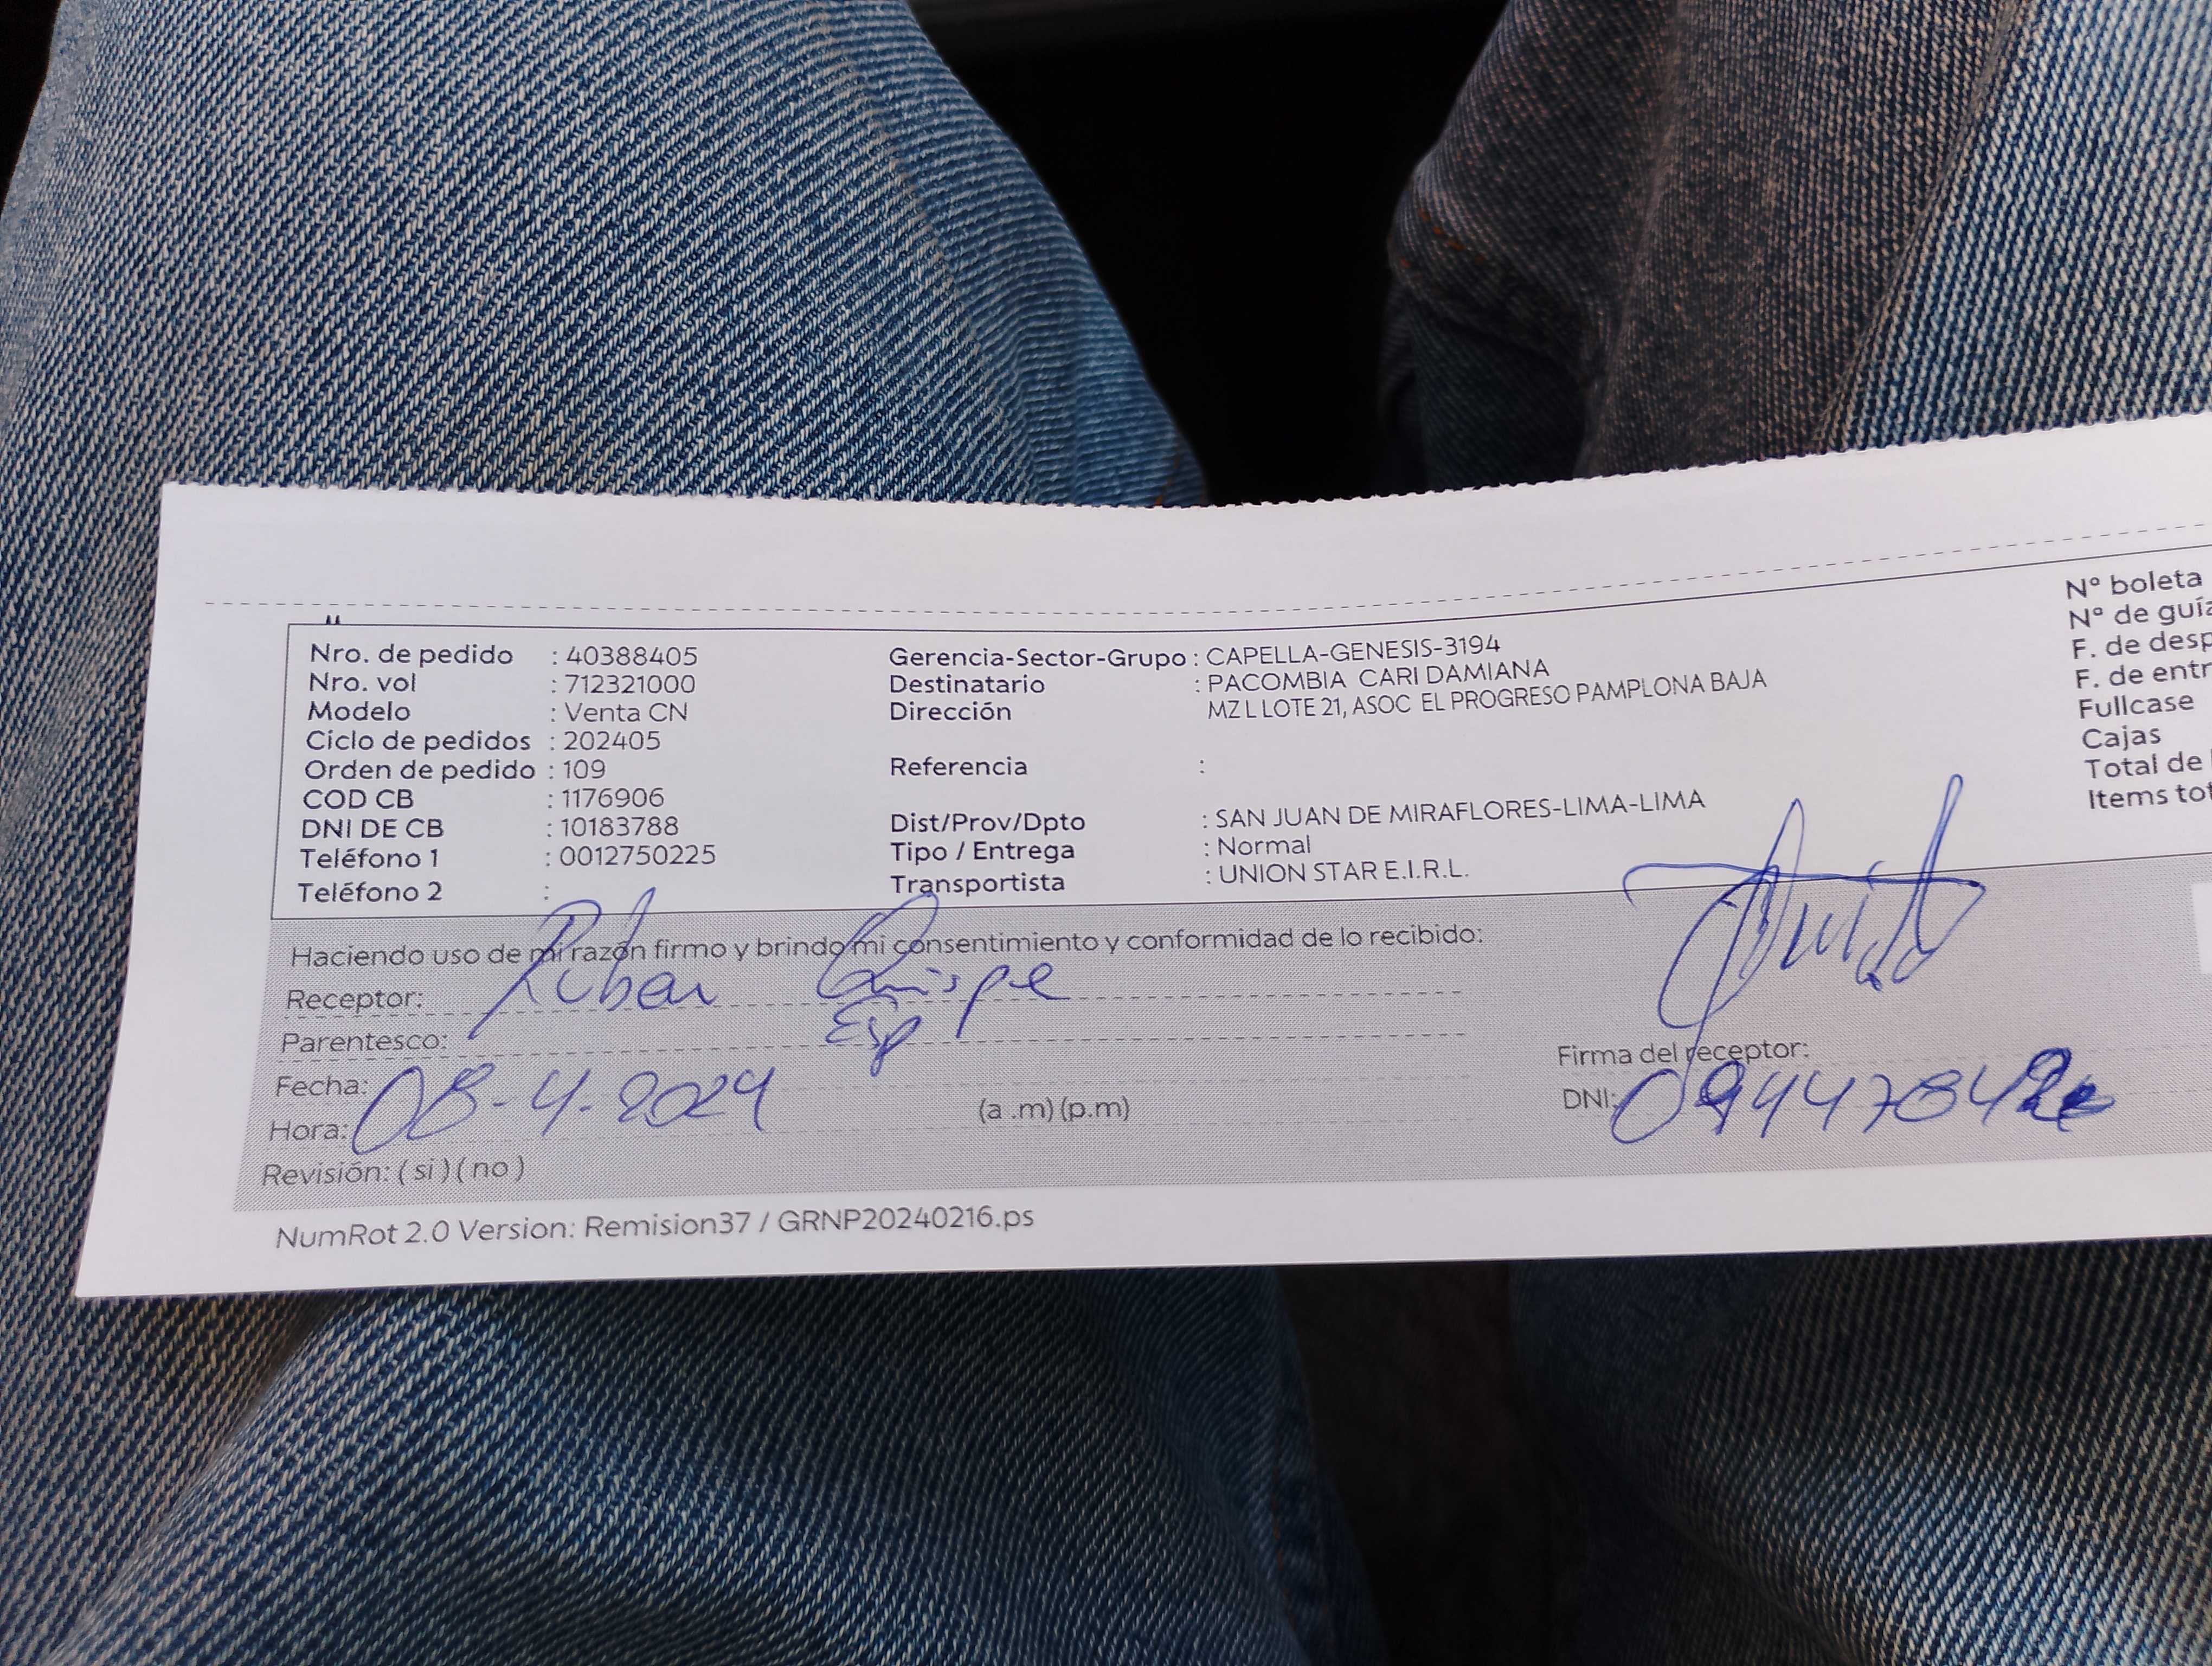 Nro. de pedido : 40388405
Nro. vol : 712321000
Modelo : Venta CN
Ciclo de pedidos : 202405
Orden de pedido : 109
COD CB : 1176906
DNI DE CB : 10183788
Teléfono 1 : 0012750225
Teléfono 2 :
Gerencia-Sector-Grupo : CAPELLA-GENESIS-3194
Destinatario : PACOMBIA CARI DAMIANA
Dirección MZ L LOTE 21, ASOC EL PROGRESO PAMPLONA BAJA
Referencia :
Dist/Prov/Dpto : SAN JUAN DE MIRAFLORES-LIMA-LIMA
Tipo / Entrega : Normal
Transportista : UNION STAR E.I.R.L.
N° boleta
N° de guía
F. de desp
F. de entr
Fullcase
Cajas
Total de
Items tot
Haciendo uso de mi razón firmo y brindo mi consentimiento y conformidad de lo recibido:
Receptor: Quispe
Parentesco: Esp
Fecha: 08-4-2024
Hora: (a .m) (p.m)
Revisión: ( si ) ( no )
Firma del receptor:
DNI:
NumRot 2.0 Version: Remision37 / GRNP20240216.ps